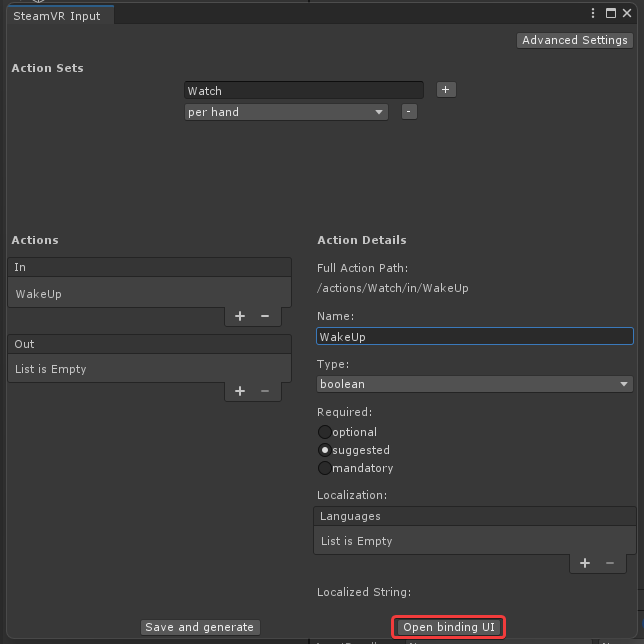 SteamVR Input
Advanced Settings
Action Sets
Watch
+
per hand
-
Actions
In
WakeUp
+ −
Out
List is Empty
+ −
Action Details
Full Action Path:
/actions/Watch/in/WakeUp
Name:
WakeUp
Type:
boolean
Required:
optional
suggested
mandatory
Localization:
Languages
List is Empty
+ −
Localized String:
Save and generate
Open binding UI